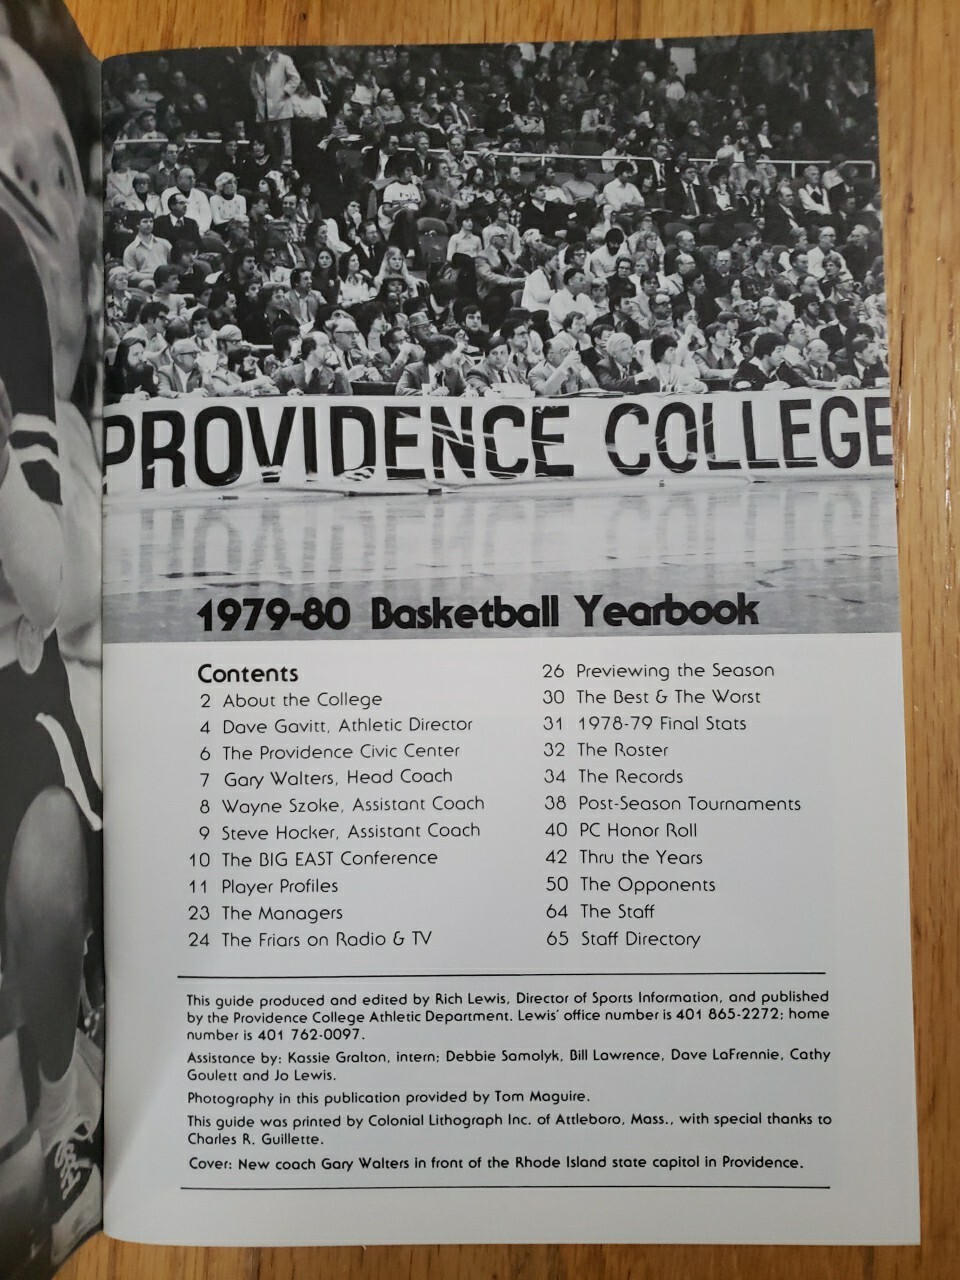 PROVIDENCE COLLEGE
1979-80 Basketball Yearbook
Contents
2 About the College
4 Dave Gavitt, Athletic Director
6 The Providence Civic Center
7 Gary Walters, Head Coach
8 Wayne Szoke, Assistant Coach
9 Steve Hocker, Assistant Coach
10 The BIG EAST Conference
11 Player Profiles
23 The Managers
24 The Friars on Radio & TV
26 Previewing the Season
30 The Best & The Worst
31 1978-79 Final Stats
32 The Roster
34 The Records
38 Post-Season Tournaments
40 PC Honor Roll
42 Thru the Years
50 The Opponents
64 The Staff
65 Staff Directory
This guide produced and edited by Rich Lewis, Director of Sports Information, and published
by the Providence College Athletic Department. Lewis' office number is 401 865-2272; home
number is 401 762-0097.
Assistance by: Kassie Gralton, intern; Debbie Samolyk, Bill Lawrence, Dave LaFrennie, Cathy
Goulett and Jo Lewis.
Photography in this publication provided by Tom Maguire.
This guide was printed by Colonial Lithograph Inc. of Attleboro, Mass., with special thanks to
Charles R. Guillette.
Cover: New coach Gary Walters in front of the Rhode Island state capitol in Providence.